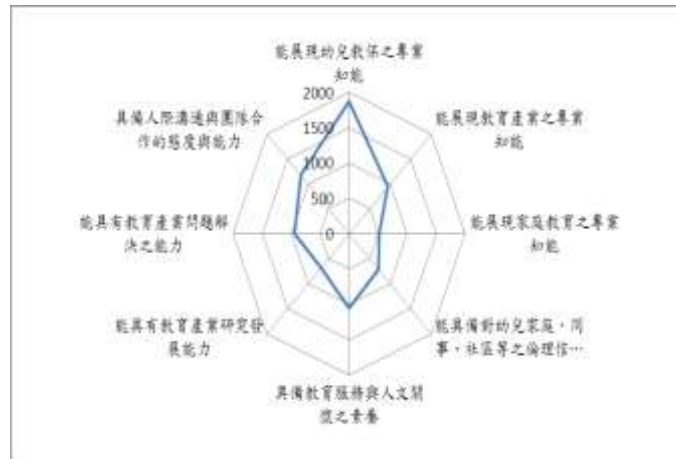 能展現幼兒教保之專業
知能
能展現教育產業之專業
知能
能展現家庭教育之專業
知能
能具備對幼兒家庭、同
事、社區等之倫理信…
具備教育服務與人文關
懷之素養
能具有教育產業研究發
展能力
能具有教育產業問題解
決之能力
具備人際溝通與團隊合
作的態度與能力
2000
1500
1000
500
0